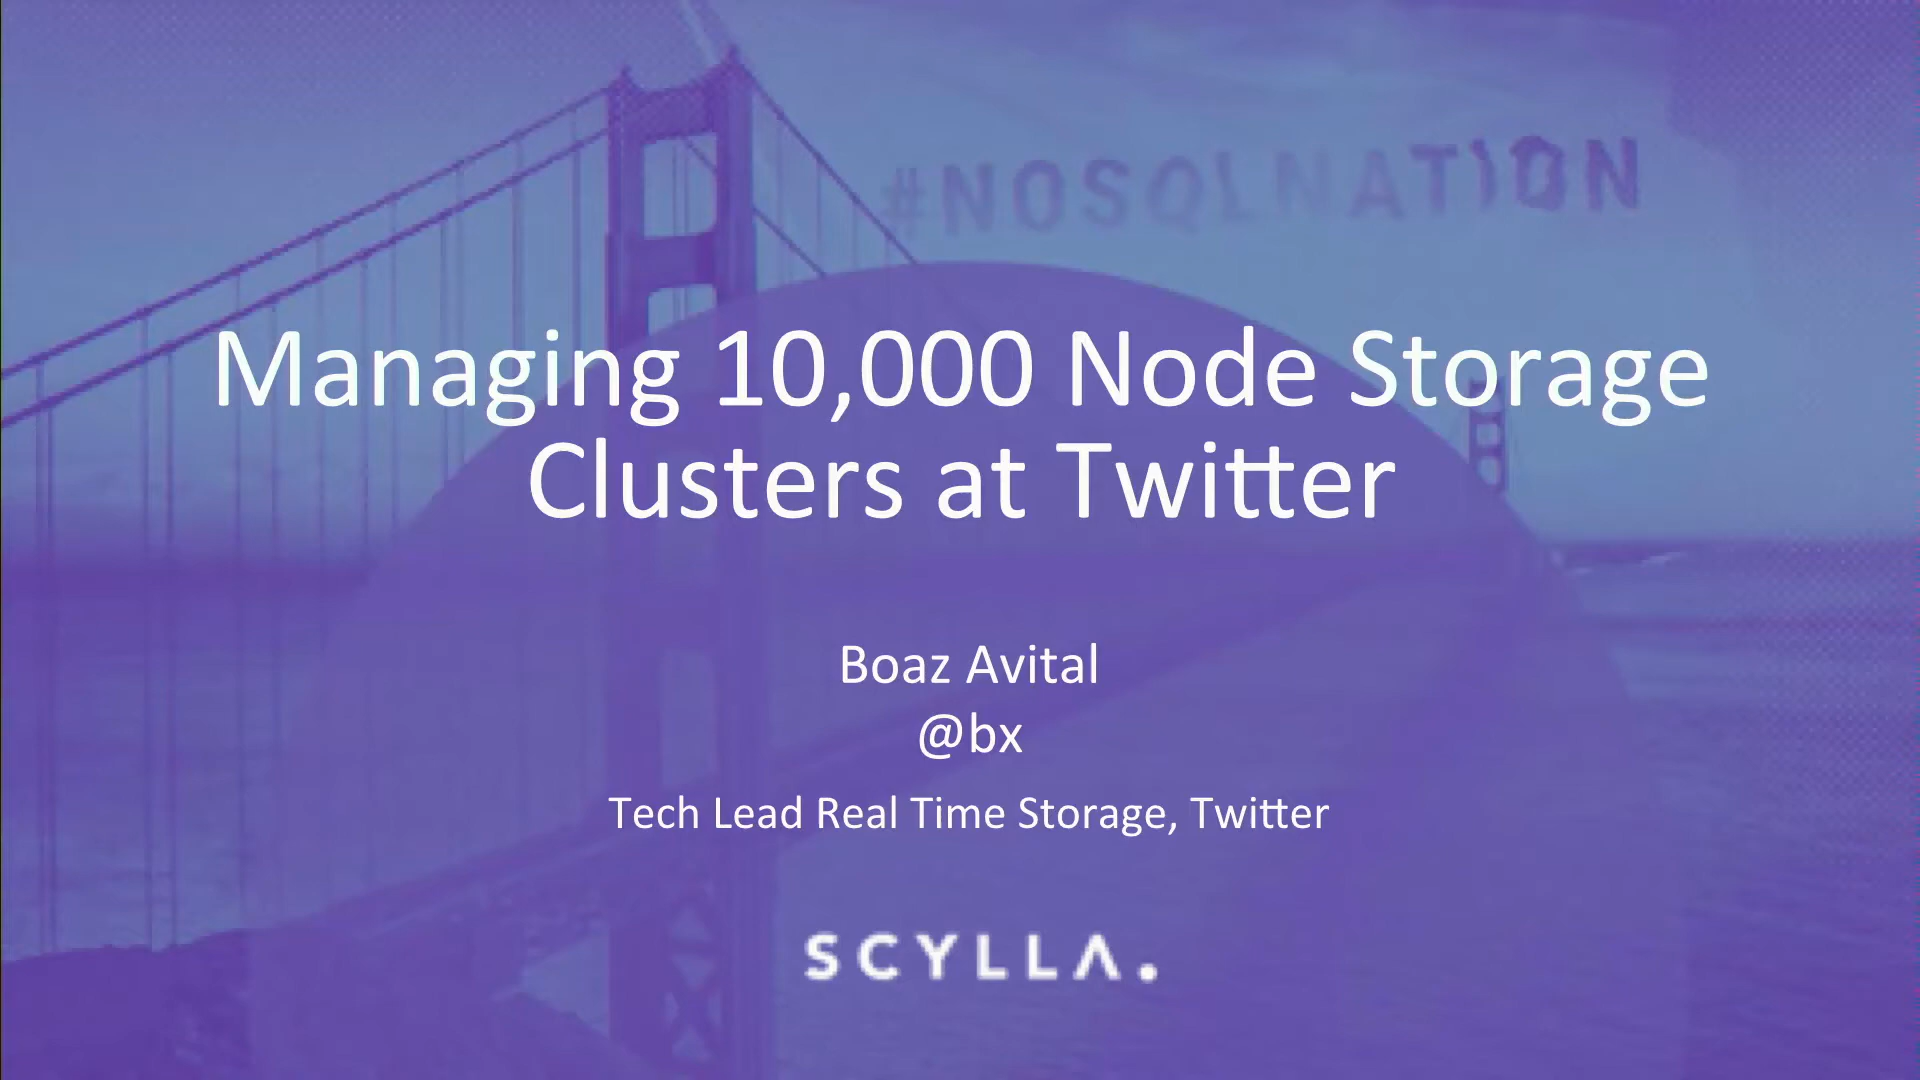 #NOSQLNATION
Managing 10,000 Node Storage
Clusters at Twitter
Boaz Avital
@bx
Tech Lead Real Time Storage, Twitter
SCYLLA.